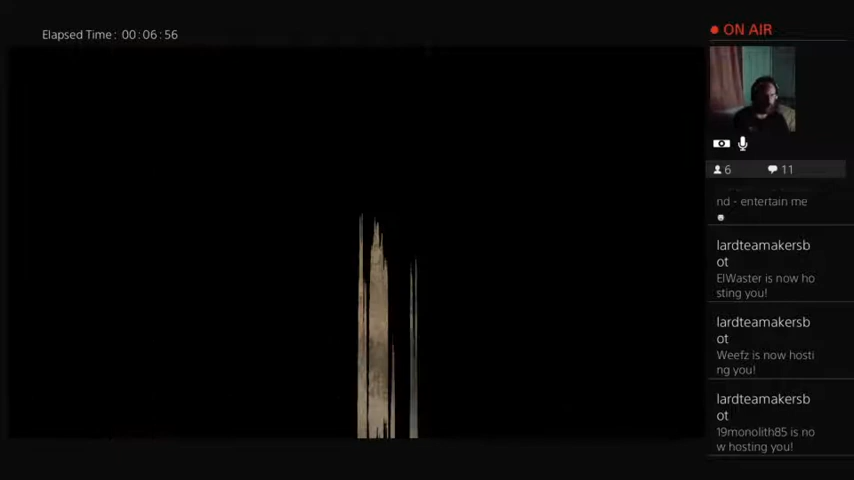 Elapsed Time: 00:06:56
ON AIR
6
11
nd - entertain me
lardteamakersb
ot
ElWaster is now ho
sting you!
lardteamakersb
ot
Weefz is now hosti
ng you!
lardteamakersb
ot
19monolith85 is no
w hosting you!